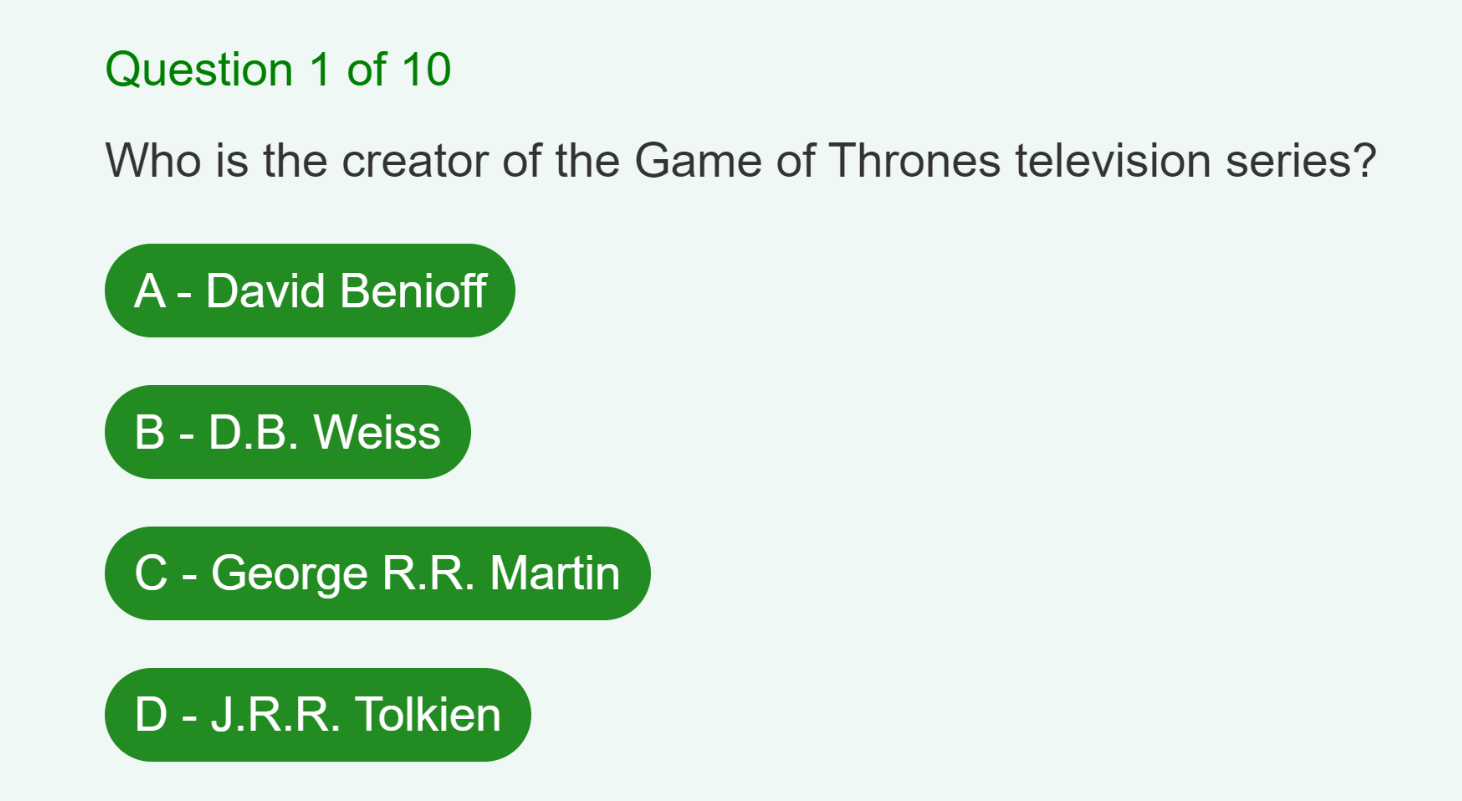 Question 1 of 10
Who is the creator of the Game of Thrones television series?
A - David Benioff
B - D.B. Weiss
C - George R.R. Martin
D - J.R.R. Tolkien